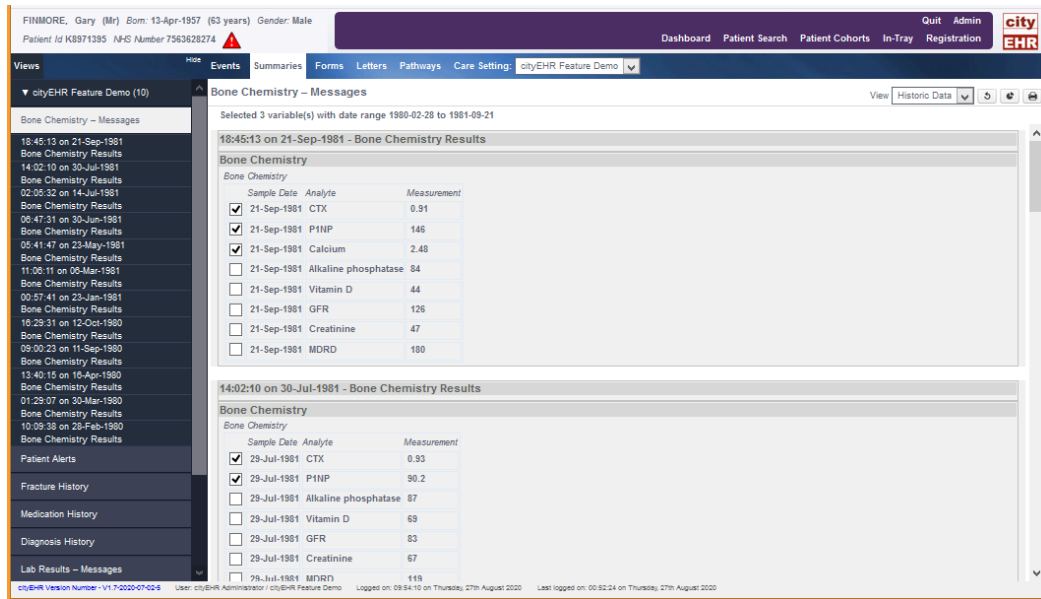 FINMORE, Gary (Mr) Born: 13-Apr-1957 (63 years) Gender: Male
Patient Id K8971395 NHS Number 7563628274
Quit Admin
Dashboard Patient Search Patient Cohorts In-Tray Registration
city
EHR
Views
Hide
Events Summaries Forms Letters Pathways Care Setting: cityEHR Feature Demo
▼ cityEHR Feature Demo (10)
Bone Chemistry – Messages
18:45:13 on 21-Sep-1981
Bone Chemistry Results
14:02:10 on 30-Jul-1981
Bone Chemistry Results
02:05:32 on 14-Jul-1981
Bone Chemistry Results
06:47:31 on 30-Jun-1981
Bone Chemistry Results
05:41:47 on 23-May-1981
Bone Chemistry Results
11:06:11 on 06-Mar-1981
Bone Chemistry Results
00:57:41 on 23-Jan-1981
Bone Chemistry Results
16:29:31 on 12-Oct-1980
Bone Chemistry Results
09:00:23 on 11-Sep-1980
Bone Chemistry Results
13:40:15 on 16-Apr-1980
Bone Chemistry Results
01:29:07 on 30-Mar-1980
Bone Chemistry Results
10:09:38 on 28-Feb-1980
Bone Chemistry Results
Patient Alerts
Fracture History
Medication History
Diagnosis History
Lab Results – Messages
Bone Chemistry – Messages
View Historic Data
Selected 3 variable(s) with date range 1980-02-28 to 1981-09-21
18:45:13 on 21-Sep-1981 - Bone Chemistry Results
Bone Chemistry
Bone Chemistry
Sample Date Analyte Measurement
21-Sep-1981 CTX 0.91
21-Sep-1981 P1NP 146
21-Sep-1981 Calcium 2.48
21-Sep-1981 Alkaline phosphatase 84
21-Sep-1981 Vitamin D 44
21-Sep-1981 GFR 126
21-Sep-1981 Creatinine 47
21-Sep-1981 MDRD 180
14:02:10 on 30-Jul-1981 - Bone Chemistry Results
Bone Chemistry
Bone Chemistry
Sample Date Analyte Measurement
29-Jul-1981 CTX 0.93
29-Jul-1981 P1NP 90.2
29-Jul-1981 Alkaline phosphatase 87
29-Jul-1981 Vitamin D 69
29-Jul-1981 GFR 83
29-Jul-1981 Creatinine 67
29-Jul-1981 MDRD 119
cityEHR Version Number - V1.7-2020-07-02-5 User: cityEHR Administrator / cityEHR Feature Demo Logged on: 09:54:10 on Thursday, 27th August 2020 Last logged on: 00:52:24 on Thursday, 27th August 2020